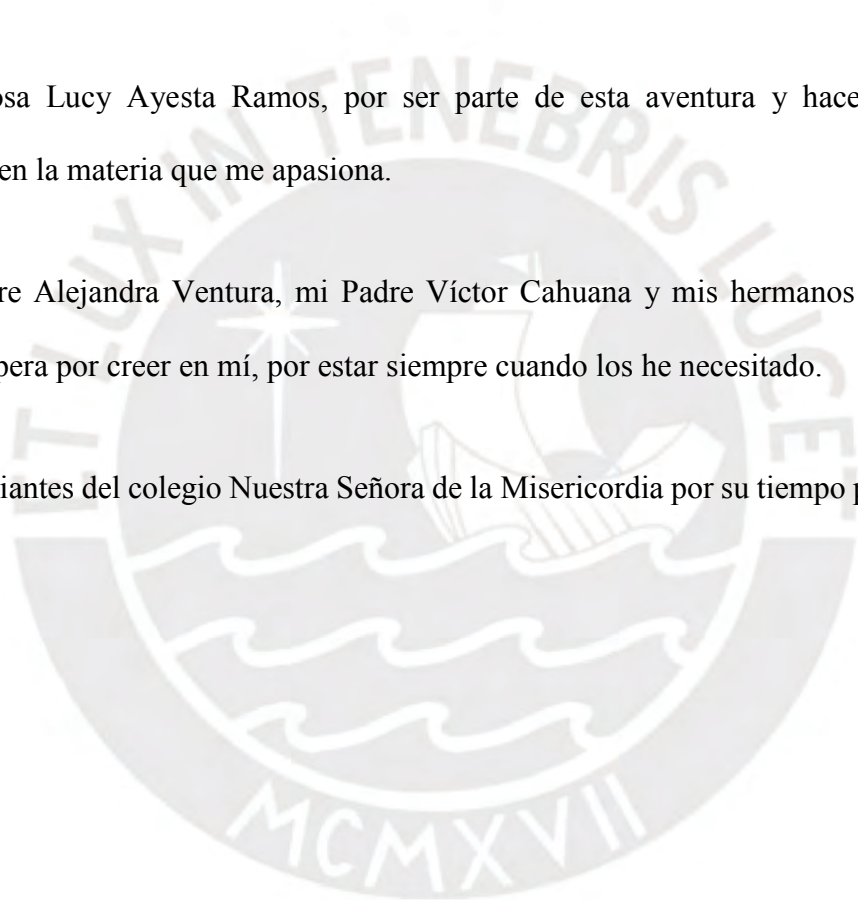 osa Lucy Ayesta Ramos, por ser parte de esta aventura y hace
en la materia que me apasiona.
re Alejandra Ventura, mi Padre Víctor Cahuana y mis hermanos
pera por creer en mí, por estar siempre cuando los he necesitado.
iantes del colegio Nuestra Señora de la Misericordia por su tiempo p
ET LUX IN TENEBRIS LUCET
MCMXVII